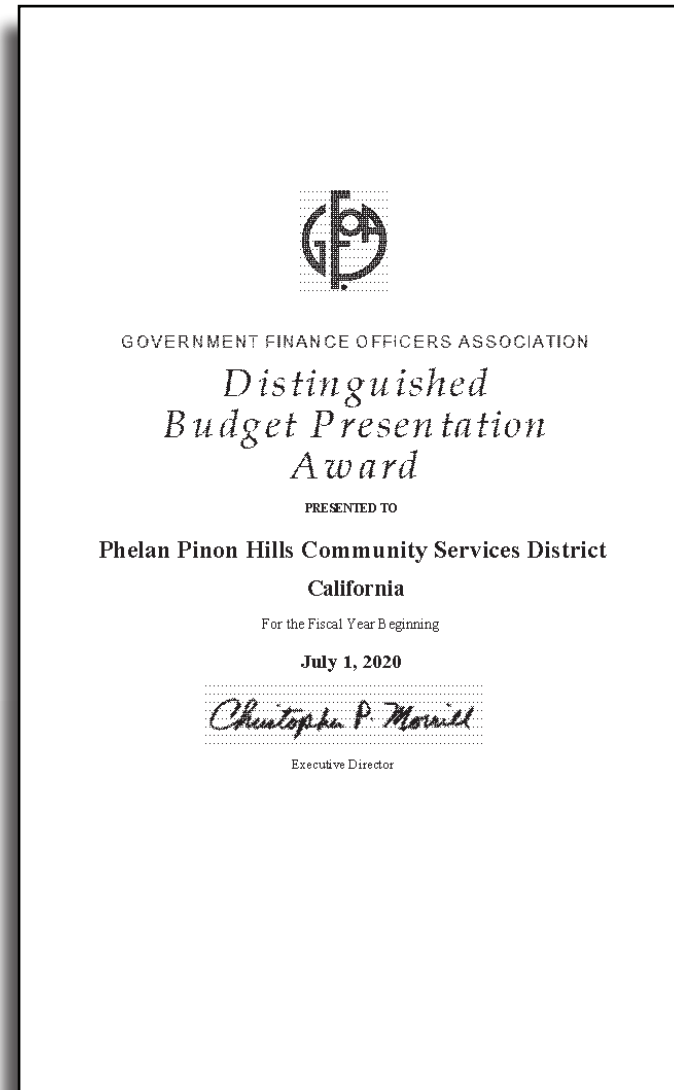 GOVERNMENT FINANCE OFFICERS ASSOCIATION
Distinguished
Budget Presentation
Award
PRESENTED TO
Phelan Pinon Hills Community Services District
California
For the Fiscal Year Beginning
July 1, 2020
Christopher P. Morrill
Executive Director